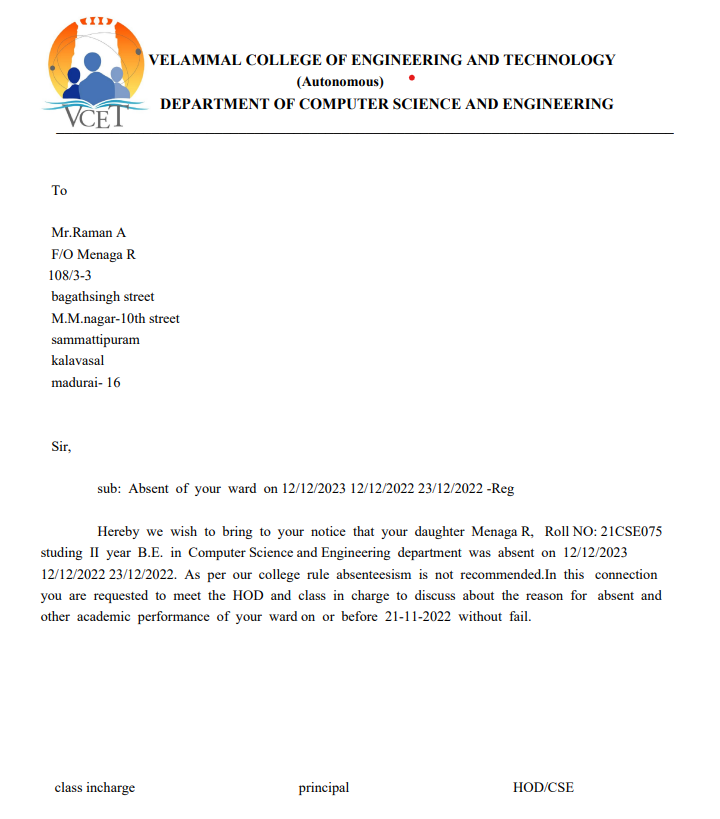 VELAMMAL COLLEGE OF ENGINEERING AND TECHNOLOGY
(Autonomous)
DEPARTMENT OF COMPUTER SCIENCE AND ENGINEERING
VCET
To
Mr.Raman A
F/O Menaga R
108/3-3
bagathsingh street
M.M.nagar-10th street
sammattipuram
kalavasal
madurai- 16
Sir,
sub: Absent of your ward on 12/12/2023 12/12/2022 23/12/2022 -Reg
Hereby we wish to bring to your notice that your daughter Menaga R, Roll NO: 21CSE075
studing II year B.E. in Computer Science and Engineering department was absent on 12/12/2023
12/12/2022 23/12/2022. As per our college rule absenteesism is not recommended.In this connection
you are requested to meet the HOD and class in charge to discuss about the reason for absent and
other academic performance of your ward on or before 21-11-2022 without fail.
class incharge principal HOD/CSE